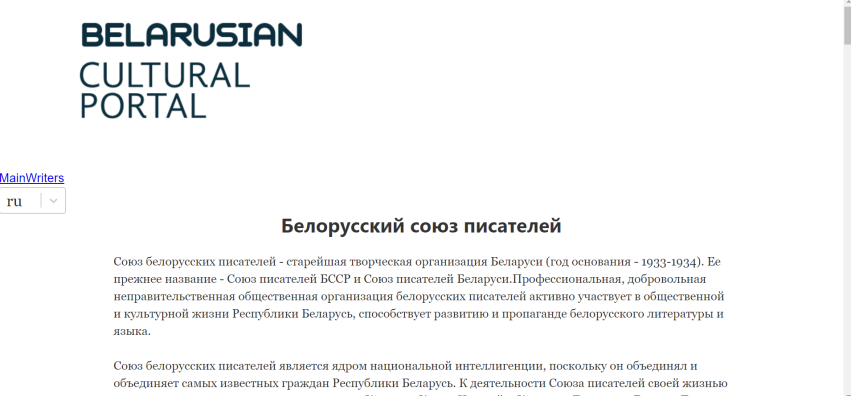 BELARUSIAN
CULTURAL
PORTAL
MainWriters
ru
Белорусский союз писателей
Союз белорусских писателей - старейшая творческая организация Беларуси (год основания - 1933-1934). Ее
прежнее название - Союз писателей БССР и Союз писателей Беларуси.Профессиональная, добровольная
неправительственная общественная организация белорусских писателей активно участвует в общественной
и культурной жизни Республики Беларусь, способствует развитию и пропаганде белорусского литературы и
языка.
Союз белорусских писателей является ядром национальной интеллигенции, поскольку он объединял и
объединяет самых известных граждан Республики Беларусь. К деятельности Союза писателей своей жизнью